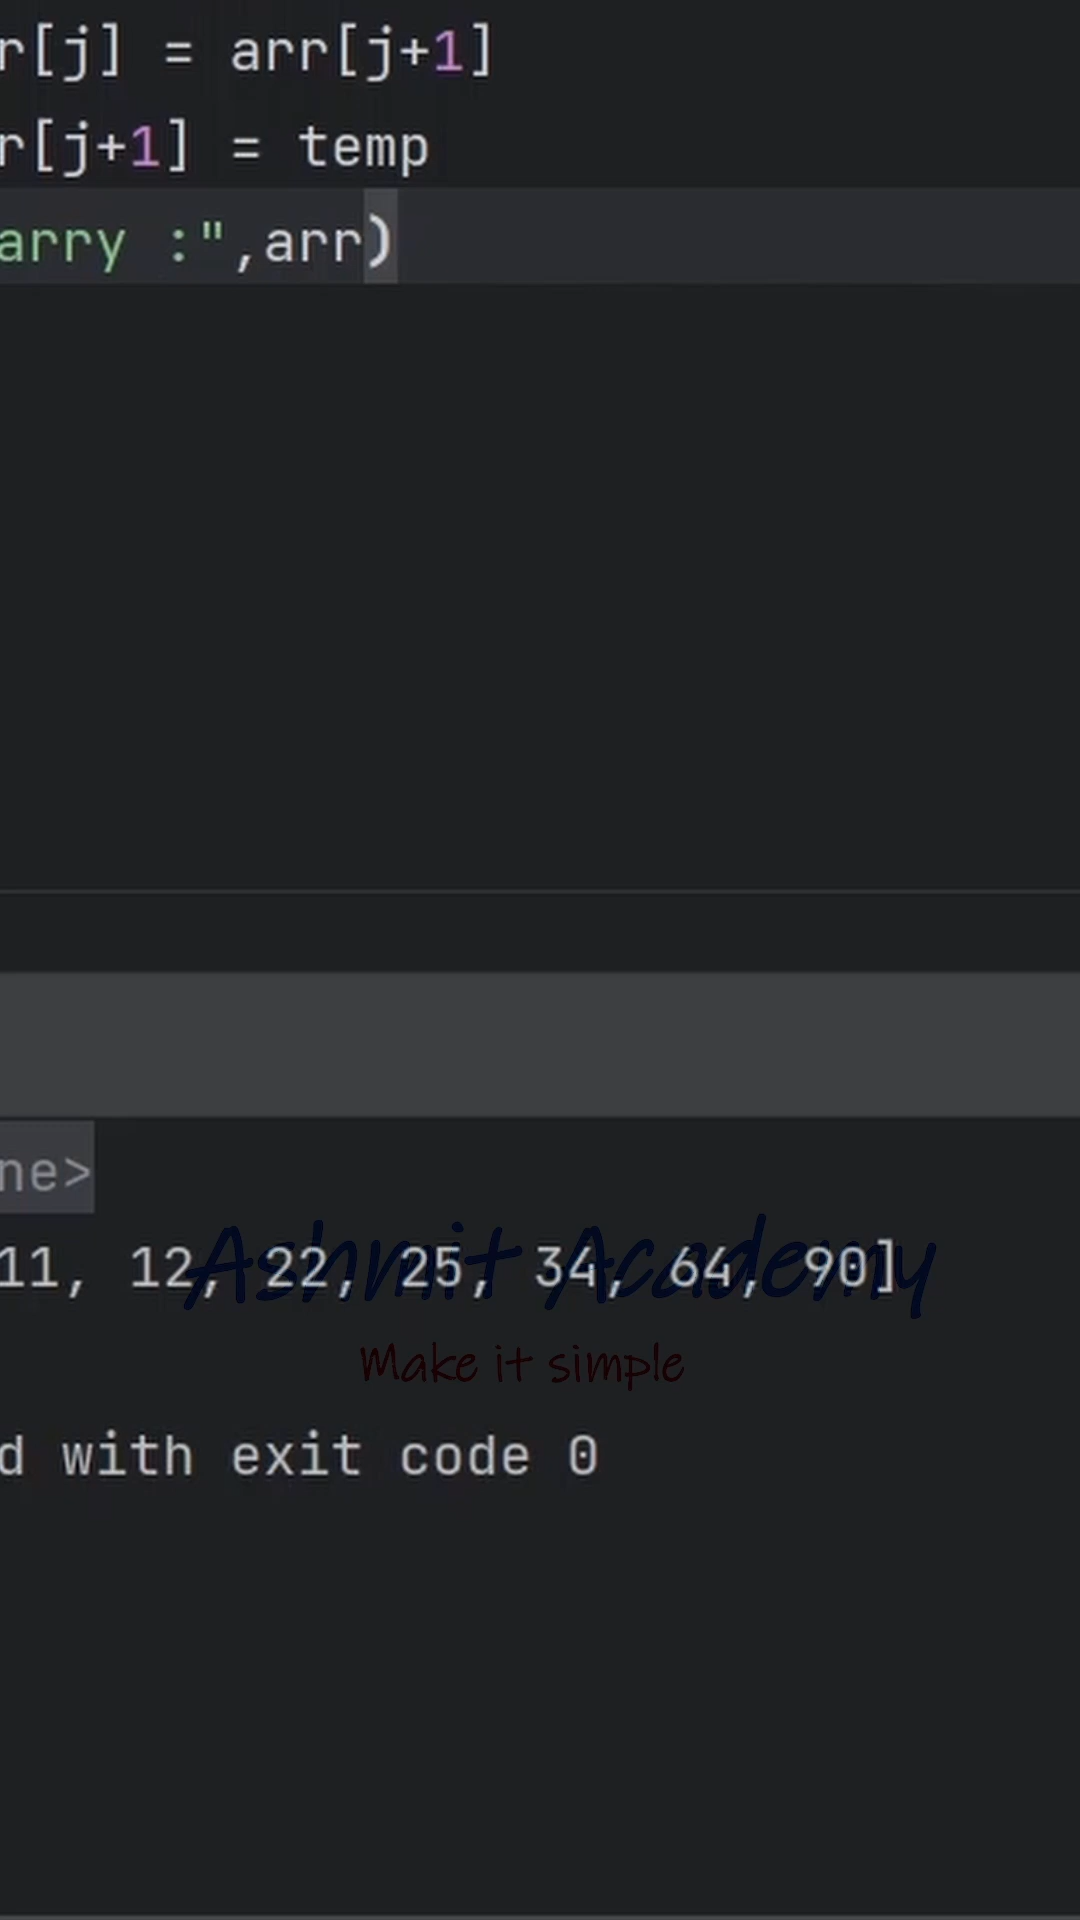 r[j] = arr[j+1]
r[j+1] = temp
arry :",arr)
ne>
11, 12, 22, 25, 34, 64, 90]
Ashmit Academy
Make it simple
d with exit code 0